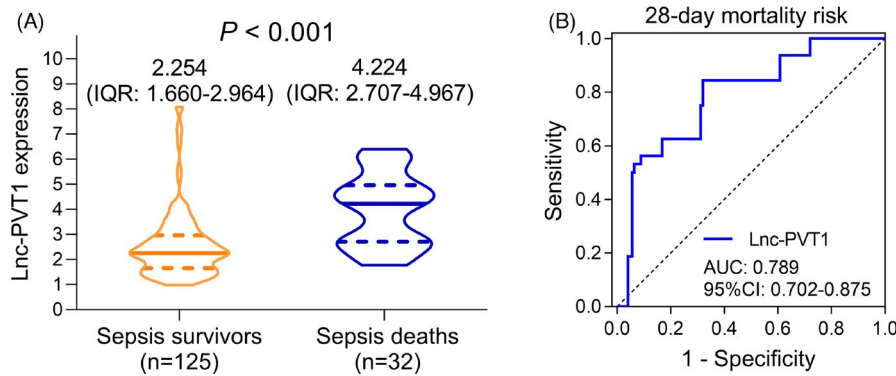 (A)
P < 0.001
Lnc-PVT1 expression
10
9
8
7
6
5
4
3
2
1
0
2.254
(IQR: 1.660-2.964)
4.224
(IQR: 2.707-4.967)
Sepsis survivors
(n=125)
Sepsis deaths
(n=32)
(B)
28-day mortality risk
Sensitivity
1.0
0.8
0.6
0.4
0.2
0.0
Lnc-PVT1
AUC: 0.789
95%CI: 0.702-0.875
0.0 0.2 0.4 0.6 0.8 1.0
1 - Specificity